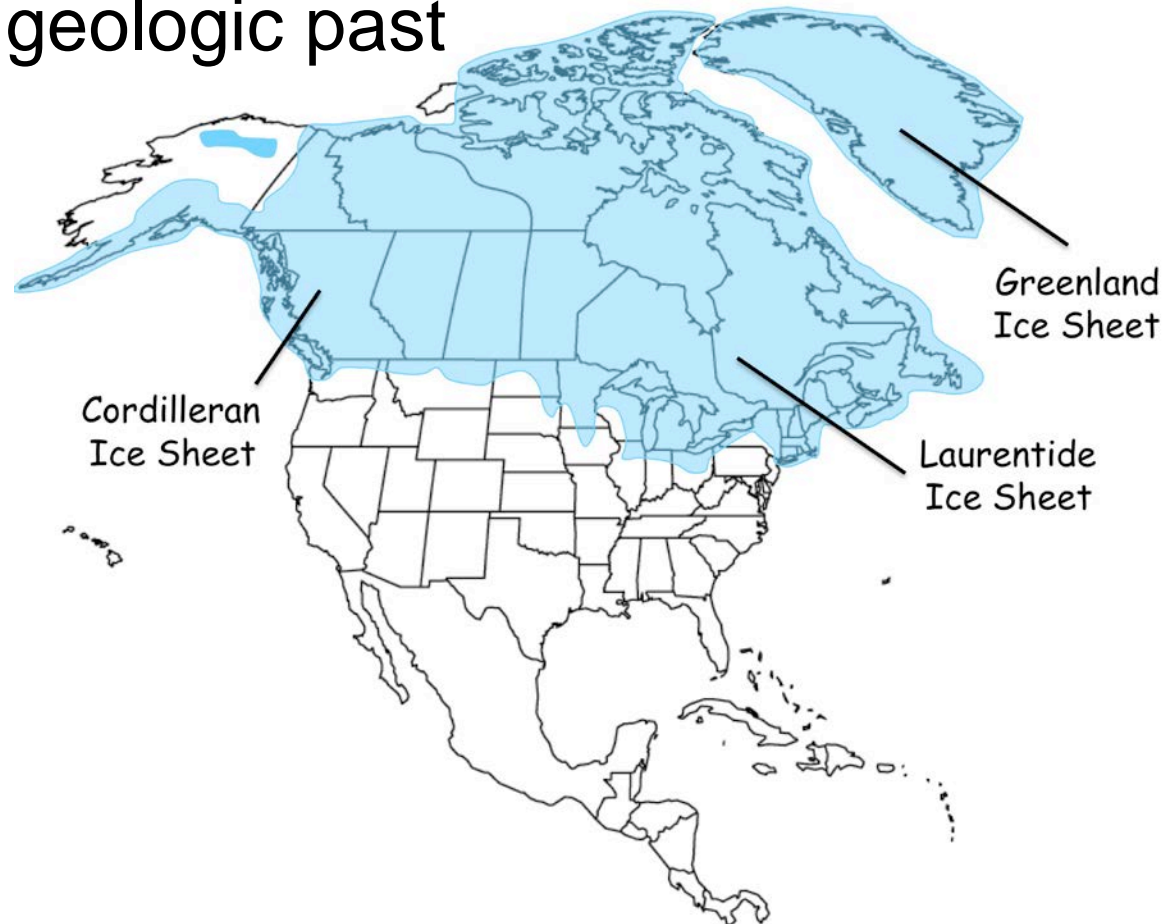 geologic past
Greenland
Ice Sheet
Cordilleran
Ice Sheet
Laurentide
Ice Sheet